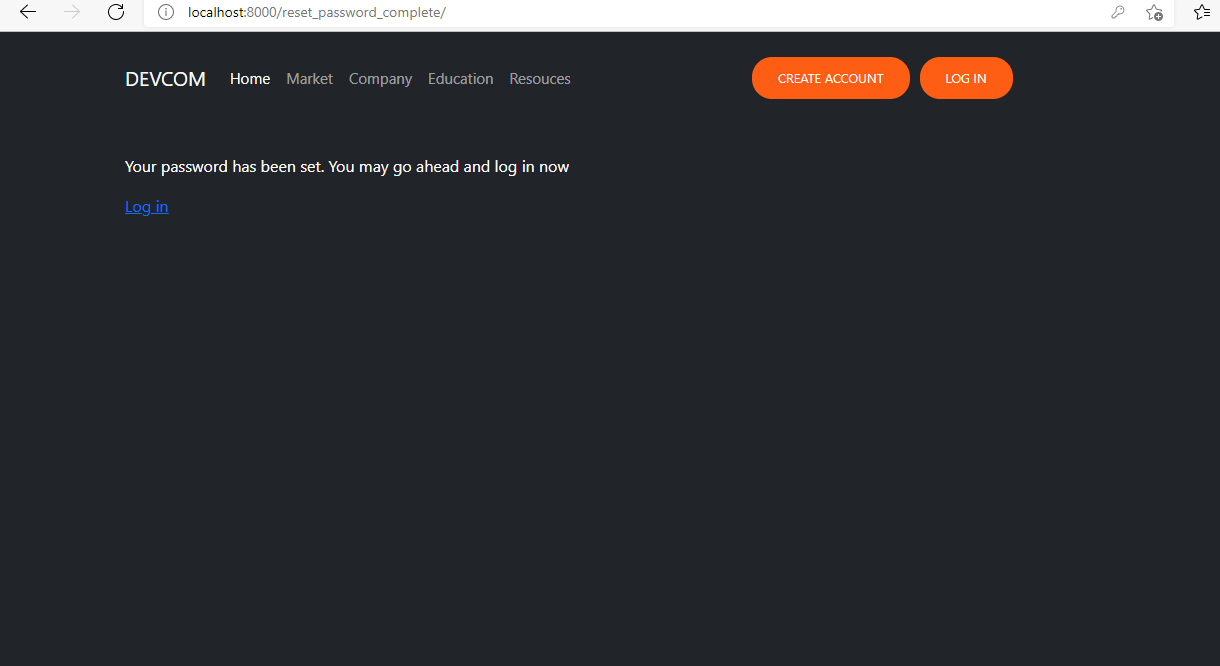 localhost:8000/reset_password_complete/
DEVCOM Home Market Company Education Resouces CREATE ACCOUNT LOG IN
Your password has been set. You may go ahead and log in now
Log in